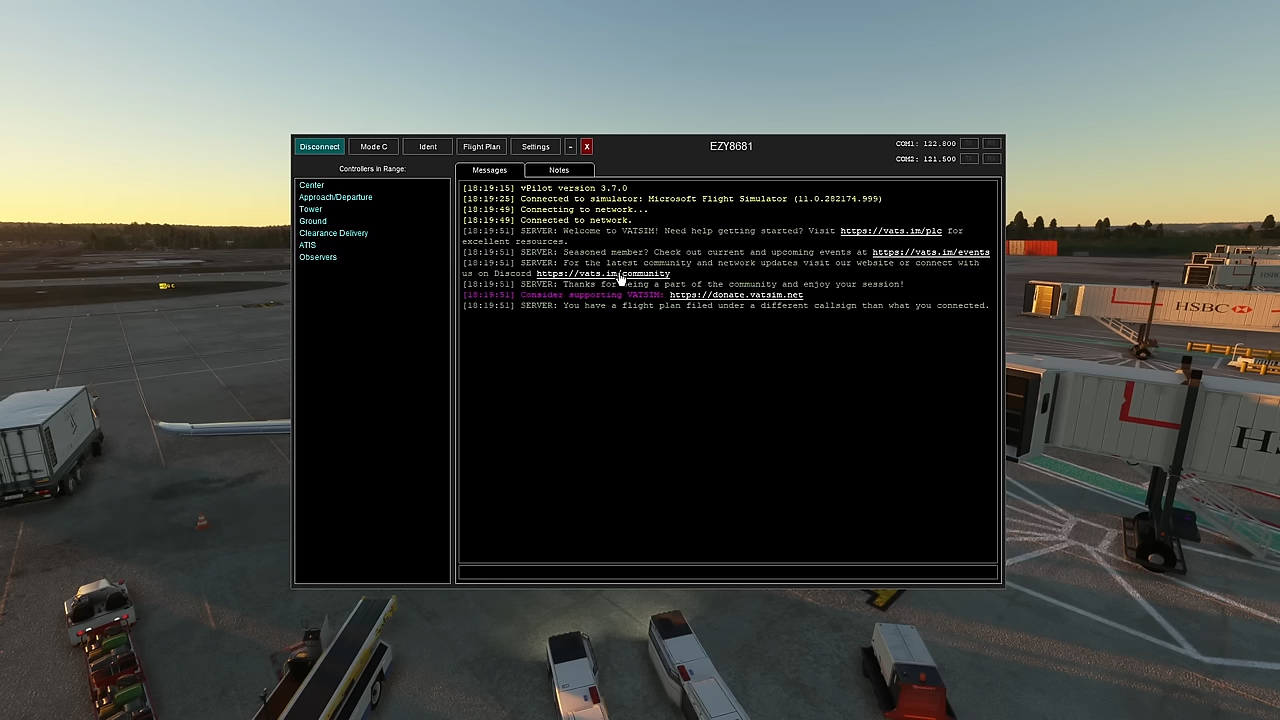 Disconnect
Mode C
Ident
Flight Plan
Settings
-
X
EZY8681
COM1: 122.800
COM2: 121.500
Controllers in Range:
Messages
Notes
Center
Approach/Departure
Tower
Ground
Clearance Delivery
ATIS
Observers
[18:19:15] vPilot version 3.7.0
[18:19:25] Connected to simulator: Microsoft Flight Simulator (11.0.282174.999)
[18:19:49] Connecting to network...
[18:19:49] Connected to network.
[18:19:51] SERVER: Welcome to VATSIM! Need help getting started? Visit https://vats.im/plc for
excellent resources.
[18:19:51] SERVER: Seasoned member? Check out current and upcoming events at https://vats.im/events
[18:19:51] SERVER: For the latest community and network updates visit our website or connect with
us on Discord https://vats.im/community
[18:19:51] SERVER: Thanks for being a part of the community and enjoy your session!
[18:19:51] Consider supporting VATSIM: https://donate.vatsim.net
[18:19:51] SERVER: You have a flight plan filed under a different callsign than what you connected.
HSBC